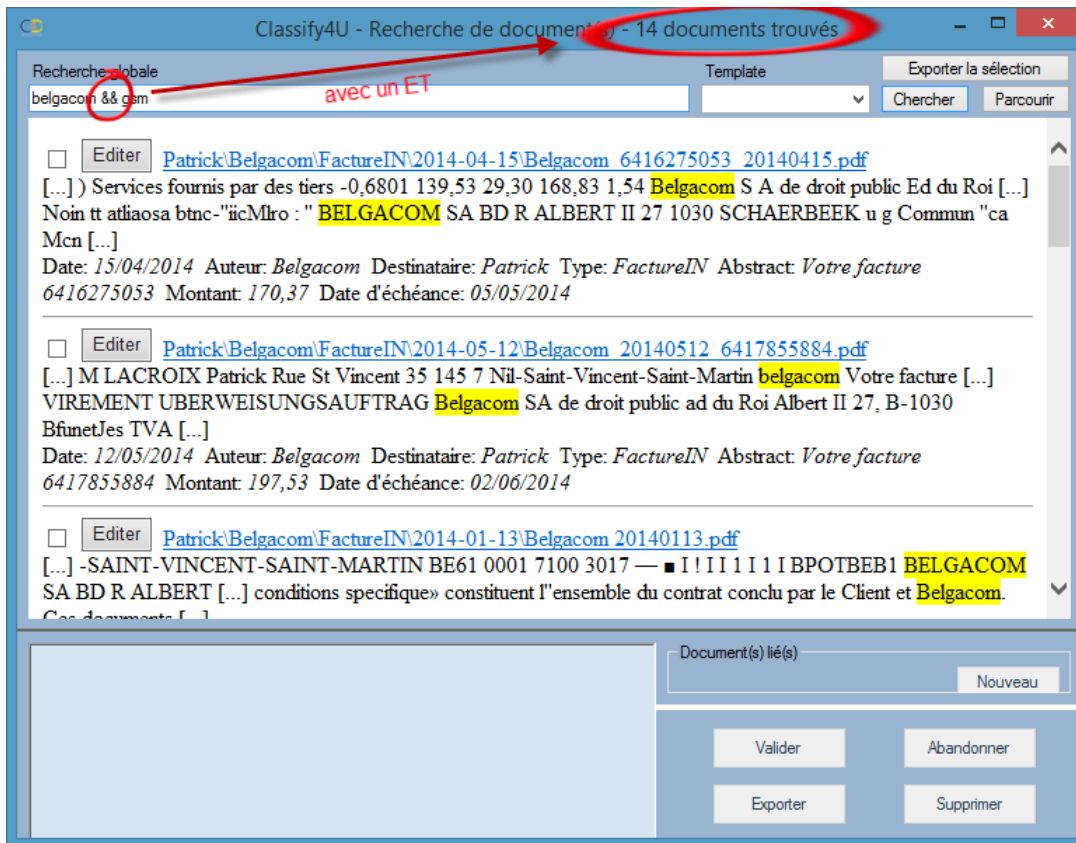 Classify4U - Recherche de document(s) - 14 documents trouvés
Recherche globale
Template
Exporter la sélection
belgacom && gsm
avec un ET
Chercher
Parcourir
Editer Patrick\Belgacom\FactureIN\2014-04-15\Belgacom_6416275053_20140415.pdf
[...] ) Services fournis par des tiers -0,6801 139,53 29,30 168,83 1,54 Belgacom S A de droit public Ed du Roi [...]
Noin tt atliaosa btnc-"iicMlro : " BELGACOM SA BD R ALBERT II 27 1030 SCHAERBEEK u g Commun "ca
Mcn [...]
Date: 15/04/2014 Auteur: Belgacom Destinataire: Patrick Type: FactureIN Abstract: Votre facture
6416275053 Montant: 170,37 Date d'échéance: 05/05/2014
Editer Patrick\Belgacom\FactureIN\2014-05-12\Belgacom_20140512_6417855884.pdf
[...] M LACROIX Patrick Rue St Vincent 35 145 7 Nil-Saint-Vincent-Saint-Martin belgacom Votre facture [...]
VIREMENT UBERWEISUNGSAUFTRAG Belgacom SA de droit public ad du Roi Albert II 27, B-1030
BfunetJes TVA [...]
Date: 12/05/2014 Auteur: Belgacom Destinataire: Patrick Type: FactureIN Abstract: Votre facture
6417855884 Montant: 197,53 Date d'échéance: 02/06/2014
Editer Patrick\Belgacom\FactureIN\2014-01-13\Belgacom 20140113.pdf
[...] -SAINT-VINCENT-SAINT-MARTIN BE61 0001 7100 3017 — ■ I ! I I 1 I 1 I BPOTBEB1 BELGACOM
SA BD R ALBERT [...] conditions specifique» constituent l"ensemble du contrat conclu par le Client et Belgacom.
Ces documents [...]
Document(s) lié(s)
Nouveau
Valider
Abandonner
Exporter
Supprimer